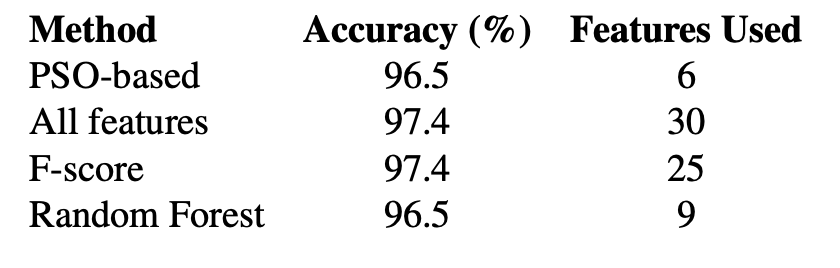 Method Accuracy (%) Features Used
PSO-based 96.5 6
All features 97.4 30
F-score 97.4 25
Random Forest 96.5 9